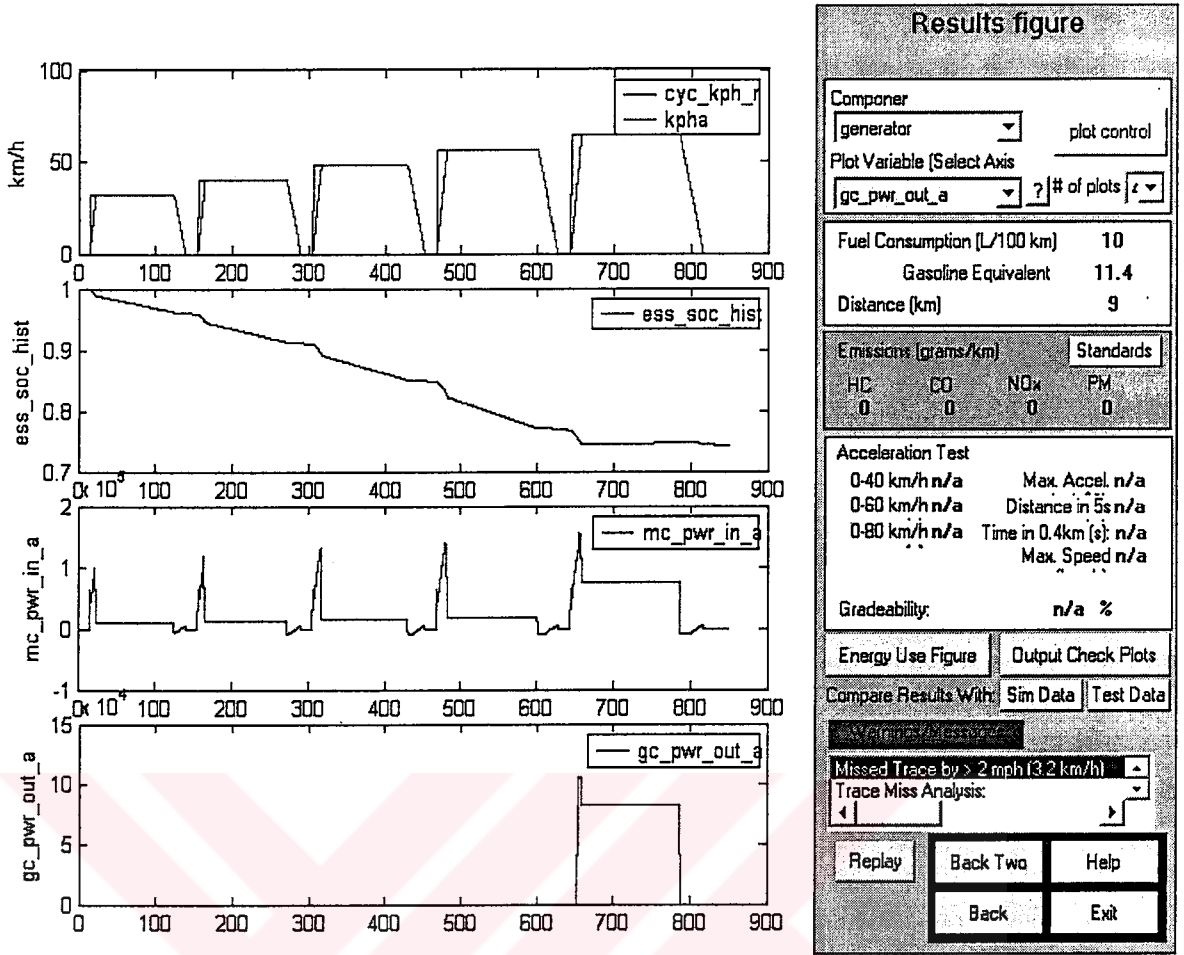 Results figure
100
50
0
km/h
cyc_kph_r
kpha
0 100 200 300 400 500 600 700 800 900
1
0.9
0.8
0.7
ess_soc_hist
ess_soc_hist
0 100 200 300 400 500 600 700 800 900
x 10^5
2
1
0
-1
mc_pwr_in_a
mc_pwr_in_a
0 100 200 300 400 500 600 700 800 900
x 10^4
15
10
5
0
gc_pwr_out_a
gc_pwr_out_a
0 100 200 300 400 500 600 700 800 900
Componer
generator
plot control
Plot Variable (Select Axis
gc_pwr_out_a ? # of plots
Fuel Consumption (L/100 km) 10
Gasoline Equivalent 11.4
Distance (km) 9
Emissions (grams/km) Standards
HC CO NOx PM
0 0 0 0
Acceleration Test
0-40 km/h n/a Max. Accel. n/a
0-60 km/h n/a Distance in 5s n/a
0-80 km/h n/a Time in 0.4km (s): n/a
Max. Speed n/a
Gradeability: n/a %
Energy Use Figure Output Check Plots
Compare Results With: Sim Data Test Data
Warnings/Messages
Missed Trace by > 2 mph (3.2 km/h)
Trace Miss Analysis:
Replay Back Two Help
Back Exit